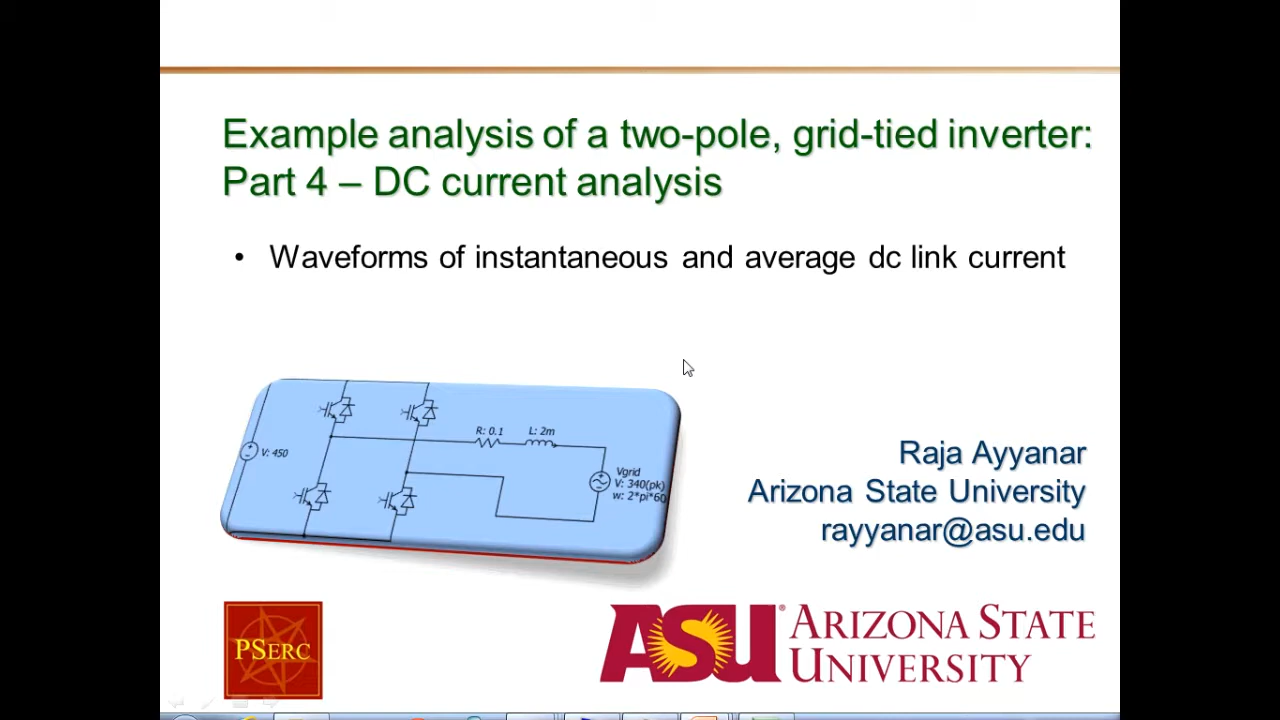 Example analysis of a two-pole, grid-tied inverter:
Part 4 – DC current analysis
• Waveforms of instantaneous and average dc link current
R: 0.1
L: 2m
V: 450
Vgrid
V: 340(pk)
w: 2*pi*60
Raja Ayyanar
Arizona State University
rayyanar@asu.edu
PSERC
ASU® ARIZONA STATE
UNIVERSITY